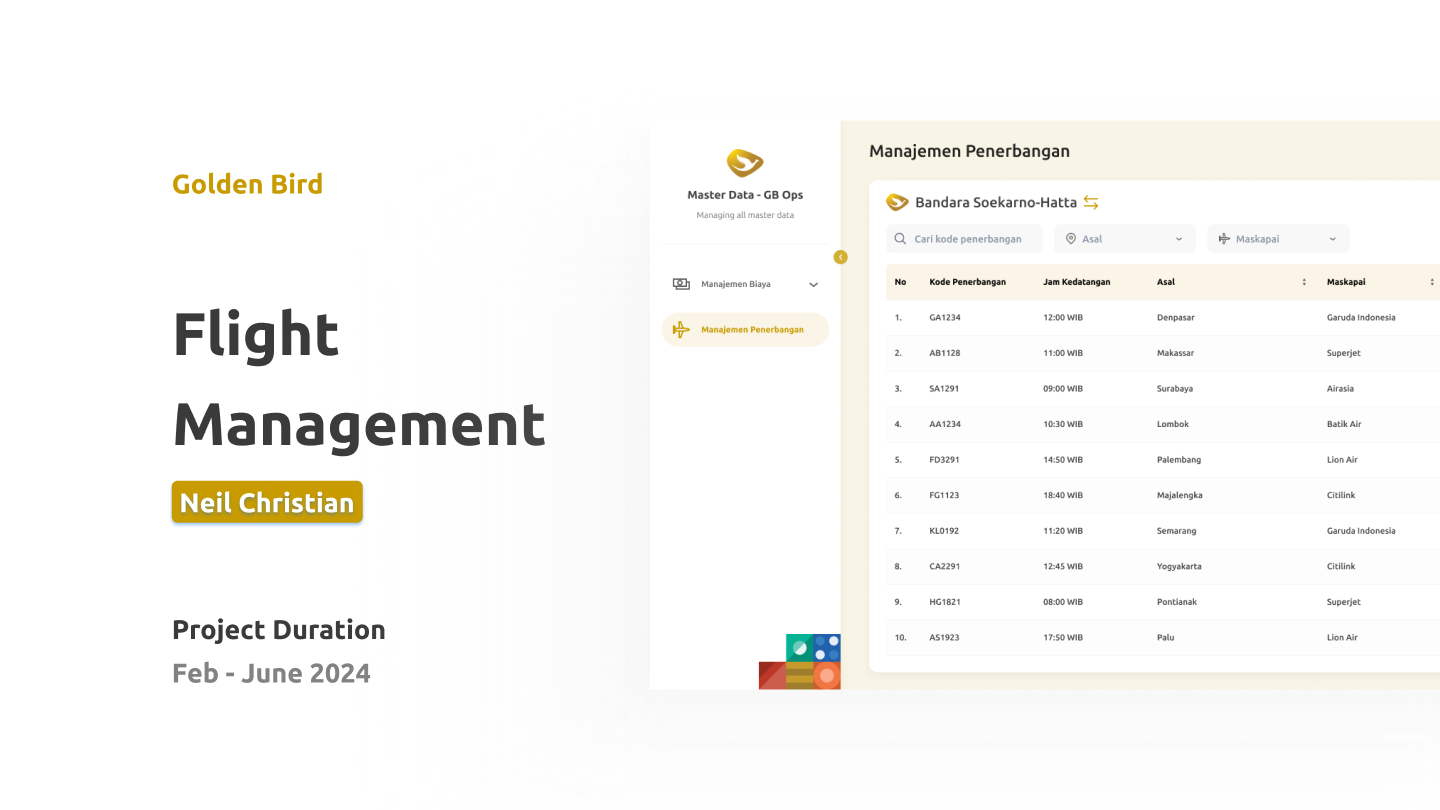 Golden Bird
Flight
Management
Neil Christian
Project Duration
Feb - June 2024
Master Data - GB Ops
Managing all master data
Manajemen Biaya
Manajemen Penerbangan
Manajemen Penerbangan
Bandara Soekarno-Hatta
Cari kode penerbangan Asal Maskapai
No Kode Penerbangan Jam Kedatangan Asal Maskapai
1. GA1234 12:00 WIB Denpasar Garuda Indonesia
2. AB1128 11:00 WIB Makassar Superjet
3. SA1291 09:00 WIB Surabaya Airasia
4. AA1234 10:30 WIB Lombok Batik Air
5. FD3291 14:50 WIB Palembang Lion Air
6. FG1123 18:40 WIB Majalengka Citilink
7. KL0192 11:20 WIB Semarang Garuda Indonesia
8. CA2291 12:45 WIB Yogyakarta Citilink
9. HG1821 08:00 WIB Pontianak Superjet
10. AS1923 17:50 WIB Palu Lion Air